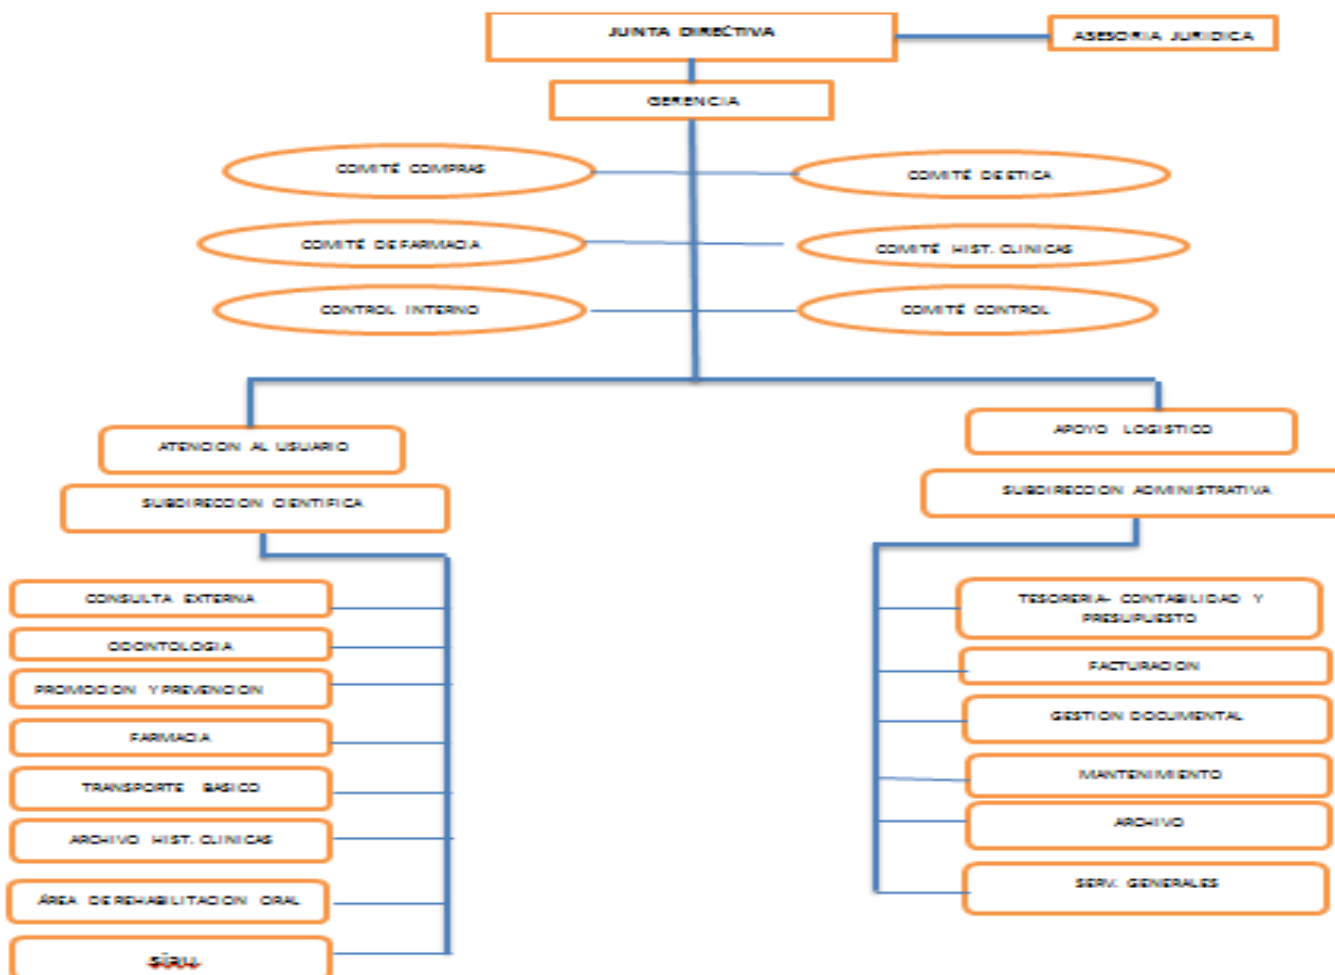 JUNTA DIRECTIVA
ASESORIA JURIDICA
GERENCIA
COMITÉ COMPRAS
COMITÉ DE ETICA
COMITÉ DE FARMACIA
COMITÉ HIST. CLINICAS
CONTROL INTERNO
COMITÉ CONTROL
ATENCION AL USUARIO
SUBDIRECCION CIENTIFICA
CONSULTA EXTERNA
ODONTOLOGIA
PROMOCION Y PREVENCION
FARMACIA
TRANSPORTE BASICO
ARCHIVO HIST. CLINICAS
ÁREA DE REHABILITACION ORAL
APOYO LOGISTICO
SUBDIRECCION ADMINISTRATIVA
TESORERIA- CONTABILIDAD Y
PRESUPUESTO
FACTURACION
GESTION DOCUMENTAL
MANTENIMIENTO
ARCHIVO
SERV. GENERALES